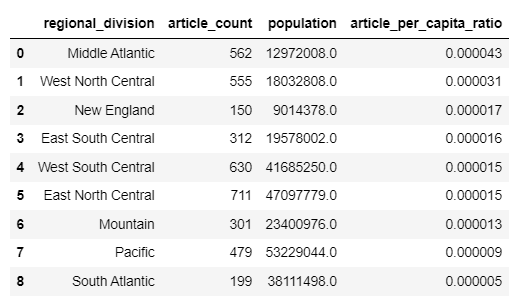 regional_division article_count population article_per_capita_ratio
0 Middle Atlantic 562 12972008.0 0.000043
1 West North Central 555 18032808.0 0.000031
2 New England 150 9014378.0 0.000017
3 East South Central 312 19578002.0 0.000016
4 West South Central 630 41685250.0 0.000015
5 East North Central 711 47097779.0 0.000015
6 Mountain 301 23400976.0 0.000013
7 Pacific 479 53229044.0 0.000009
8 South Atlantic 199 38111498.0 0.000005